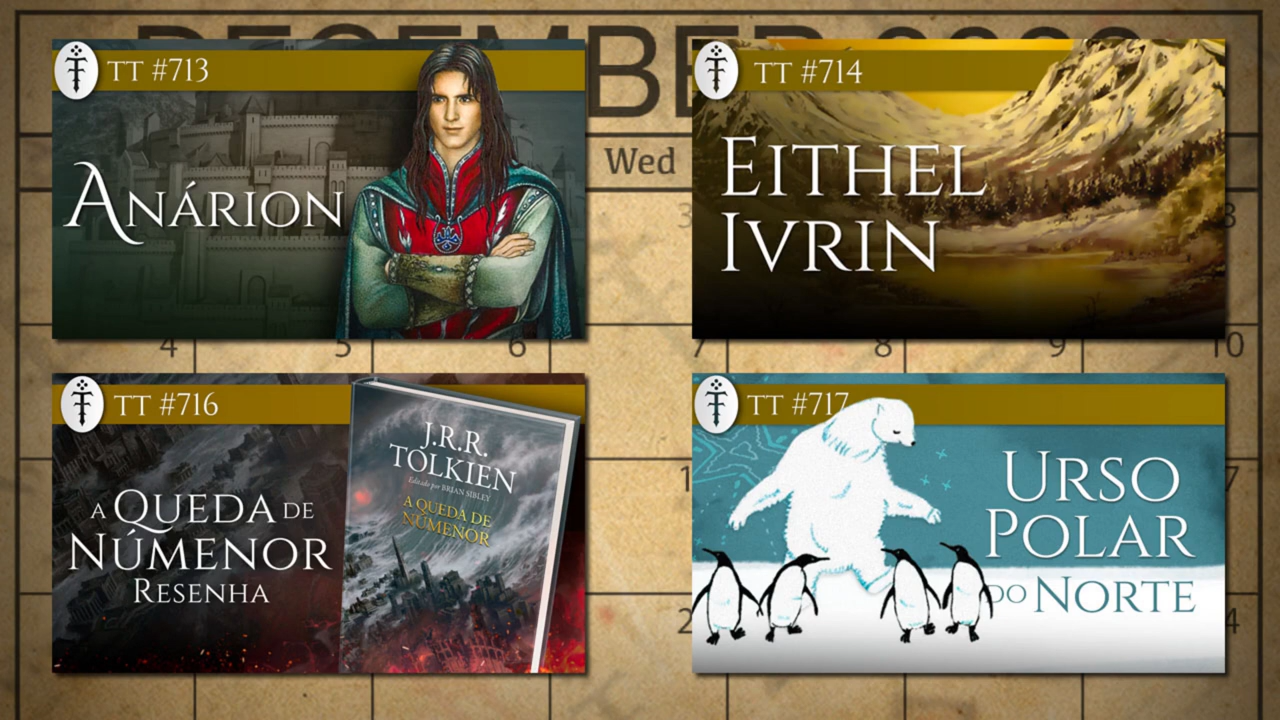 TT #713
ANÁRION
TT #714
EITHEL
IVRIN
Wed
4
5
6
7
8
9
10
TT #716
A QUEDA DE
NÚMENOR
RESENHA
J.R.R.
TOLKIEN
Editado por BRIAN SIBLEY
A QUEDA DE
NÚMENOR
TT #717
URSO
POLAR
DO NORTE